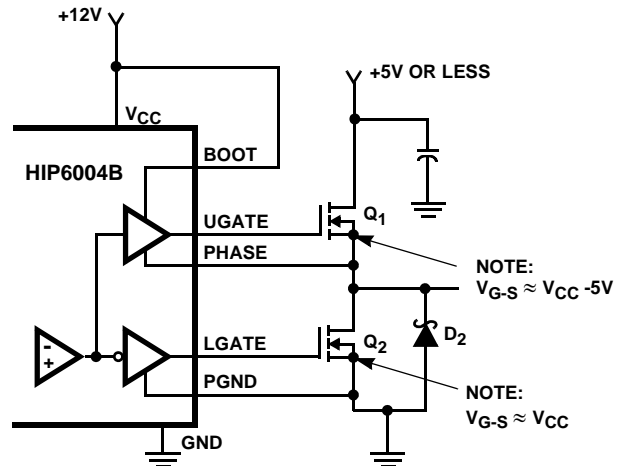 +12V
+5V OR LESS
VCC
BOOT
HIP6004B
UGATE
Q1
PHASE
NOTE:
VG-S ≈ VCC -5V
D2
-
+
LGATE
Q2
PGND
NOTE:
VG-S ≈ VCC
GND